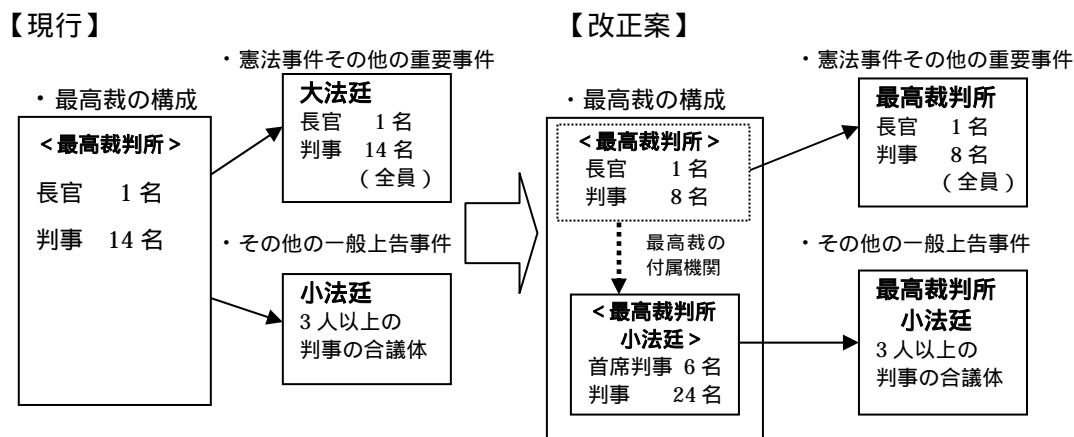 【現行】
・憲法事件その他の重要事件
・最高裁の構成
<最高裁判所>
長官 1名
判事 14名
大法廷
長官 1名
判事 14名
(全員)
・その他の一般上告事件
小法廷
3人以上の
判事の合議体
【改正案】
・憲法事件その他の重要事件
・最高裁の構成
<最高裁判所>
長官 1名
判事 8名
最高裁の
付属機関
<最高裁判所
小法廷>
首席判事 6名
判事 24名
最高裁判所
長官 1名
判事 8名
(全員)
・その他の一般上告事件
最高裁判所
小法廷
3人以上の
判事の合議体